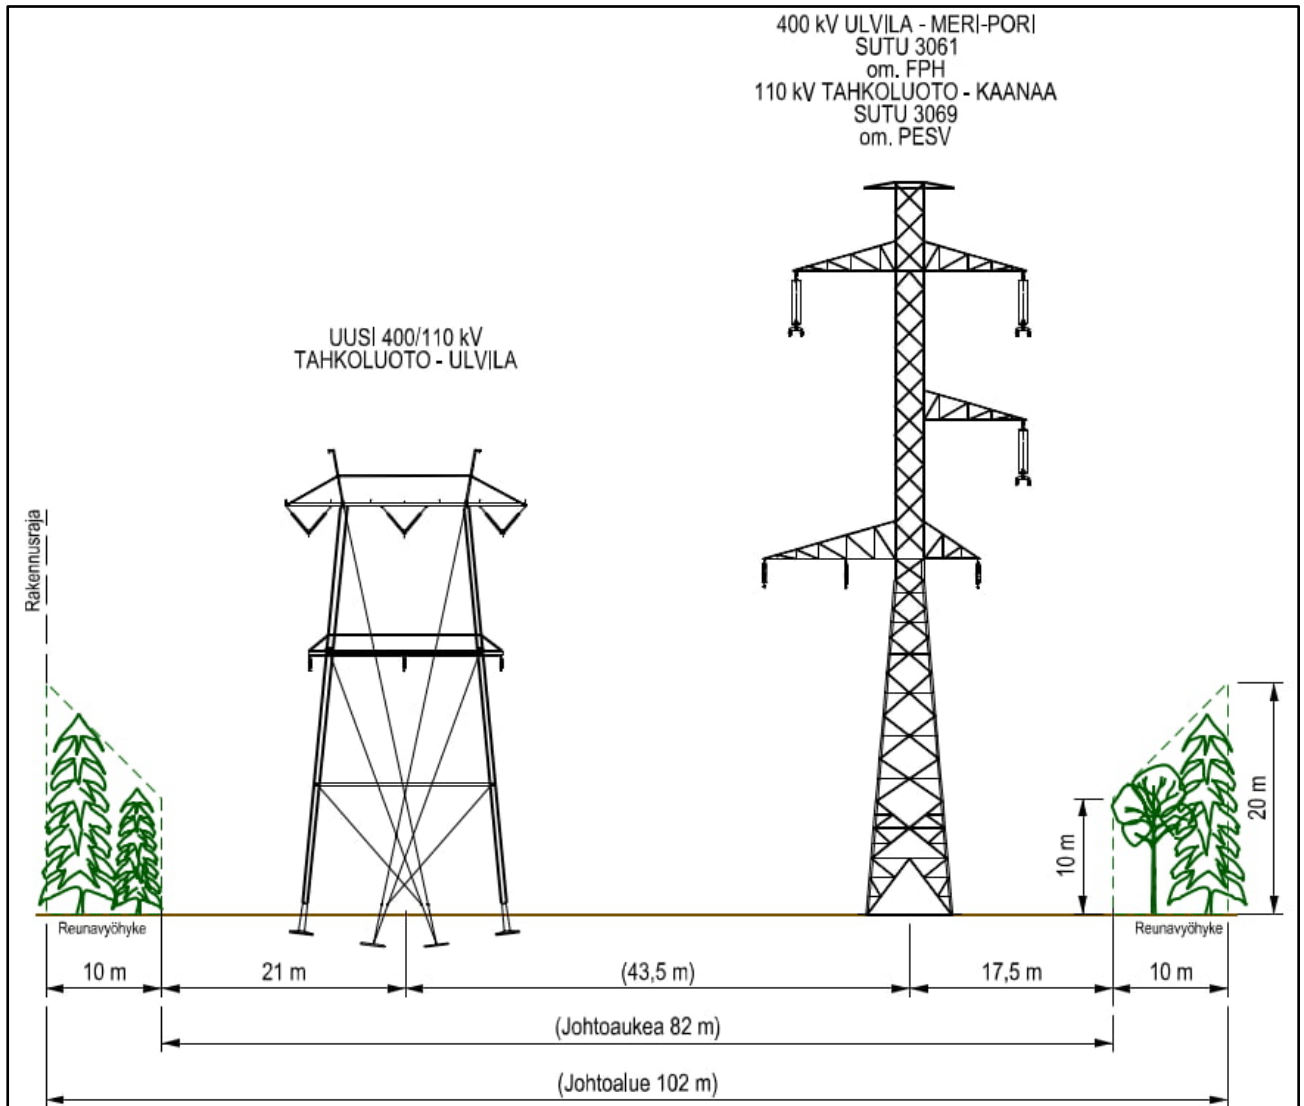 400 kV ULVILA - MERI-PORI
SUTU 3061
om. FPH
110 kV TAHKOLUOTO - KAANAA
SUTU 3069
om. PESV
UUSI 400/110 kV
TAHKOLUOTO - ULVILA
Rakennusraja
20 m
10 m
Reunavyöhyke
Reunavyöhyke
10 m
21 m
(43,5 m)
17,5 m
10 m
(Johtoaukea 82 m)
(Johtoalue 102 m)